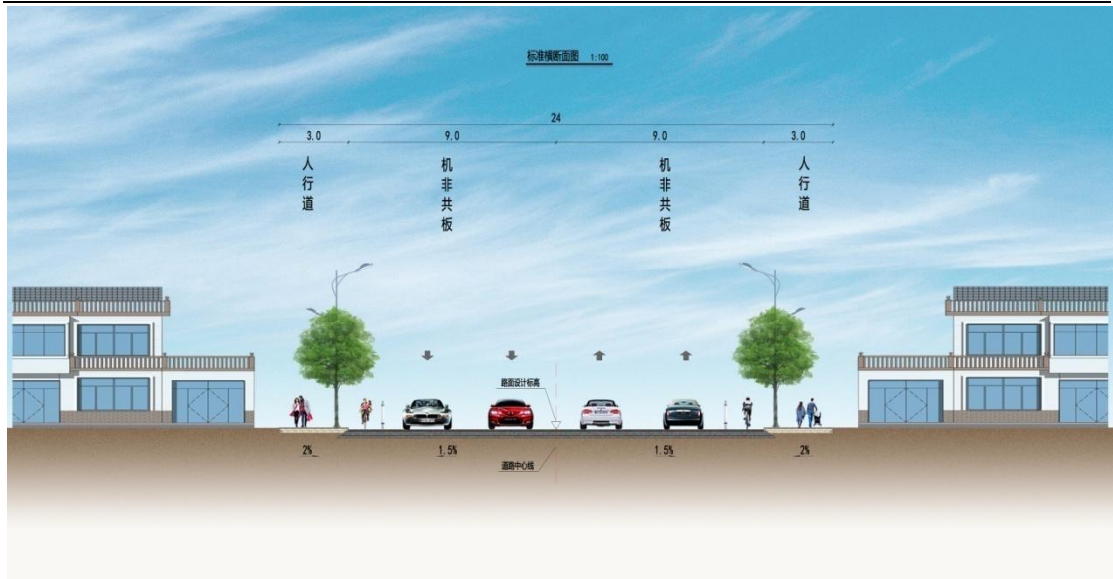 标准横断面图 1:100
24
3.0 9.0 9.0 3.0
人行道 机非共板 机非共板 人行道
路面设计标高
2% 1.5% 1.5% 2%
道路中心线